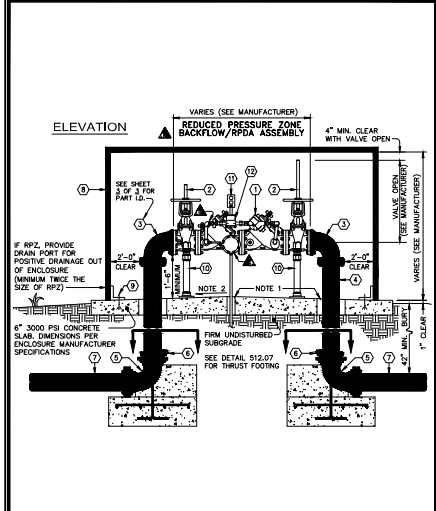 VARIES (SEE MANUFACTURER)
ELEVATION
REDUCED PRESSURE ZONE
BACKFLOW/RPDA ASSEMBLY
4" MIN. CLEAR
WITH VALVE OPEN
11
12
8
2
1
2
SEE SHEET
3 OF 3 FOR
PART I.D.
3
3
VALVE OPEN
(SEE MANUFACTURER)
VARIES (SEE MANUFACTURER)
IF RPZ, PROVIDE
DRAIN PORT FOR
POSITIVE DRAINAGE OUT
OF ENCLOSURE
(MINIMUM TWICE THE
SIZE OF RPZ)
2'-0"
CLEAR
2'-0"
CLEAR
10
10
9
1'-6"
MINIMUM
NOTE 2
NOTE 1
4
1" CLEAR
6" 3000 PSI CONCRETE
SLAB. DIMENSIONS PER
ENCLOSURE MANUFACTURER
SPECIFICATIONS
FIRM UNDISTURBED
SUBGRADE
SEE DETAIL 512.07
FOR THRUST FOOTING
42" MIN. BURY
7
5
6
6
5
7